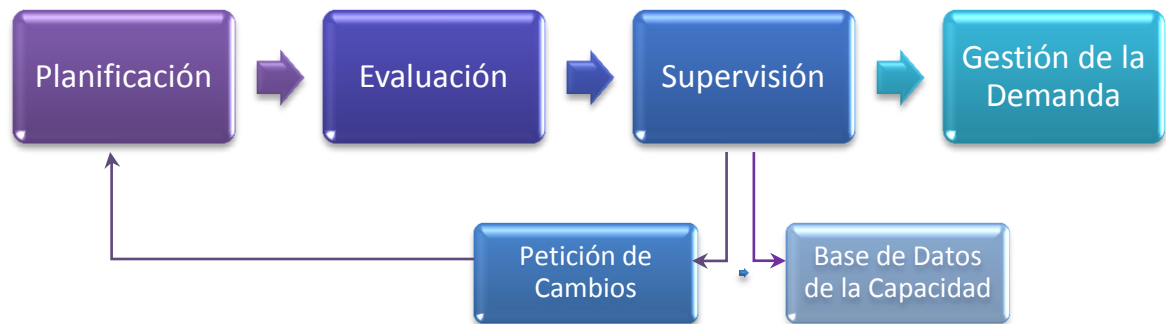 Planificación
Evaluación
Supervisión
Gestión de la
Demanda
Petición de
Cambios
Base de Datos
de la Capacidad